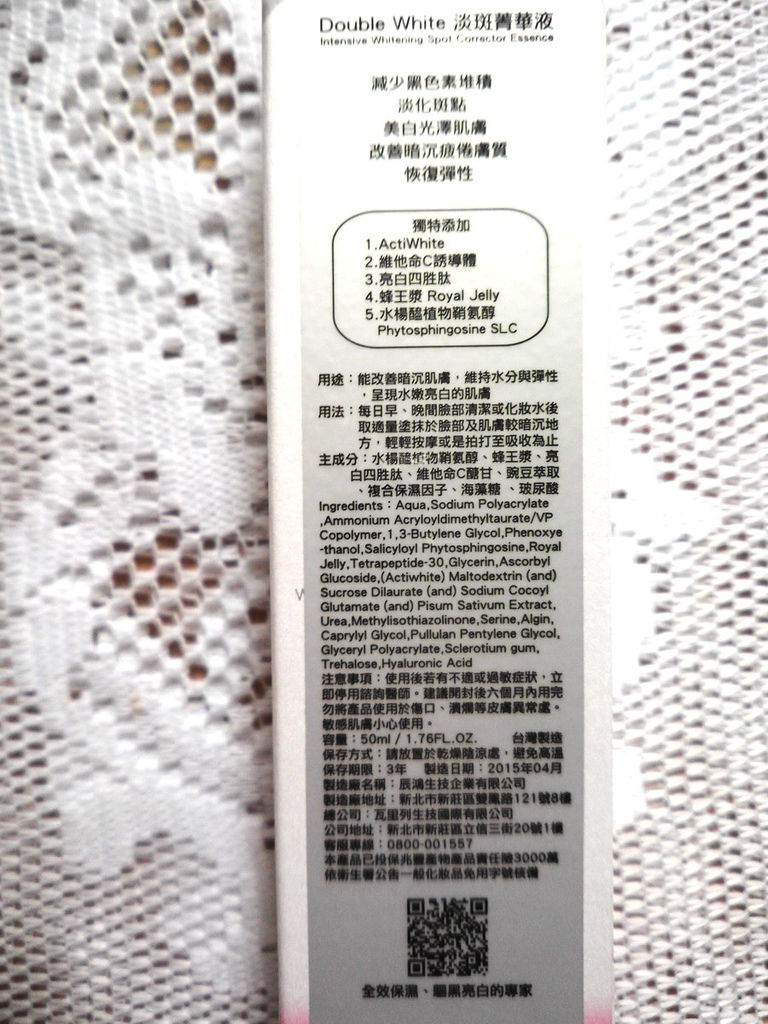 Double White 淡斑菁華液
Intensive Whitening Spot Corrector Essence
減少黑色素堆積
淡化斑點
美白光澤肌膚
改善暗沉疲倦膚質
恢復彈性
獨特添加
1.ActiWhite
2.維他命C誘導體
3.亮白四胜肽
4.蜂王漿 Royal Jelly
5.水楊醯植物鞘氨醇
Phytosphingosine SLC
用途：能改善暗沉肌膚，維持水分與彈性
，呈現水嫩亮白的肌膚
用法：每日早、晚間臉部清潔或化妝水後
取適量塗抹於臉部及肌膚較暗沉地
方，輕輕按摩或是拍打至吸收為止
主成分：水楊醯植物鞘氨醇、蜂王漿、亮
白四胜肽、維他命C醣甘、豌豆萃取
、複合保濕因子、海藻糖 、玻尿酸
Ingredients：Aqua,Sodium Polyacrylate
,Ammonium Acryloyldimethyltaurate/VP
Copolymer,1,3-Butylene Glycol,Phenoxye
-thanol,Salicyloyl Phytosphingosine,Royal
Jelly,Tetrapeptide-30,Glycerin,Ascorbyl
Glucoside,(Actiwhite) Maltodextrin (and)
Sucrose Dilaurate (and) Sodium Cocoyl
Glutamate (and) Pisum Sativum Extract,
Urea,Methylisothiazolinone,Serine,Algin,
Caprylyl Glycol,Pullulan Pentylene Glycol,
Glyceryl Polyacrylate,Sclerotium gum,
Trehalose,Hyaluronic Acid
注意事項：使用後若有不適或過敏症狀，立
即停用諮詢醫師。建議開封後六個月內用完
勿將產品使用於傷口、潰爛等皮膚異常處。
敏感肌膚小心使用。
容量：50ml / 1.76FL.OZ. 台灣製造
保存方式：請放置於乾燥陰涼處，避免高溫
保存期限：3年 製造日期：2015年04月
製造廠名稱：辰鴻生技企業有限公司
製造廠地址：新北市新莊區雙鳳路121號8樓
總公司：瓦里列生技國際有限公司
公司地址：新北市新莊區立信三街20號1樓
客服專線：0800-001557
本產品已投保兆豐產物產品責任險3000萬
依衛生署公告一般化妝品免用字號核備
全效保濕、驅黑亮白的專家